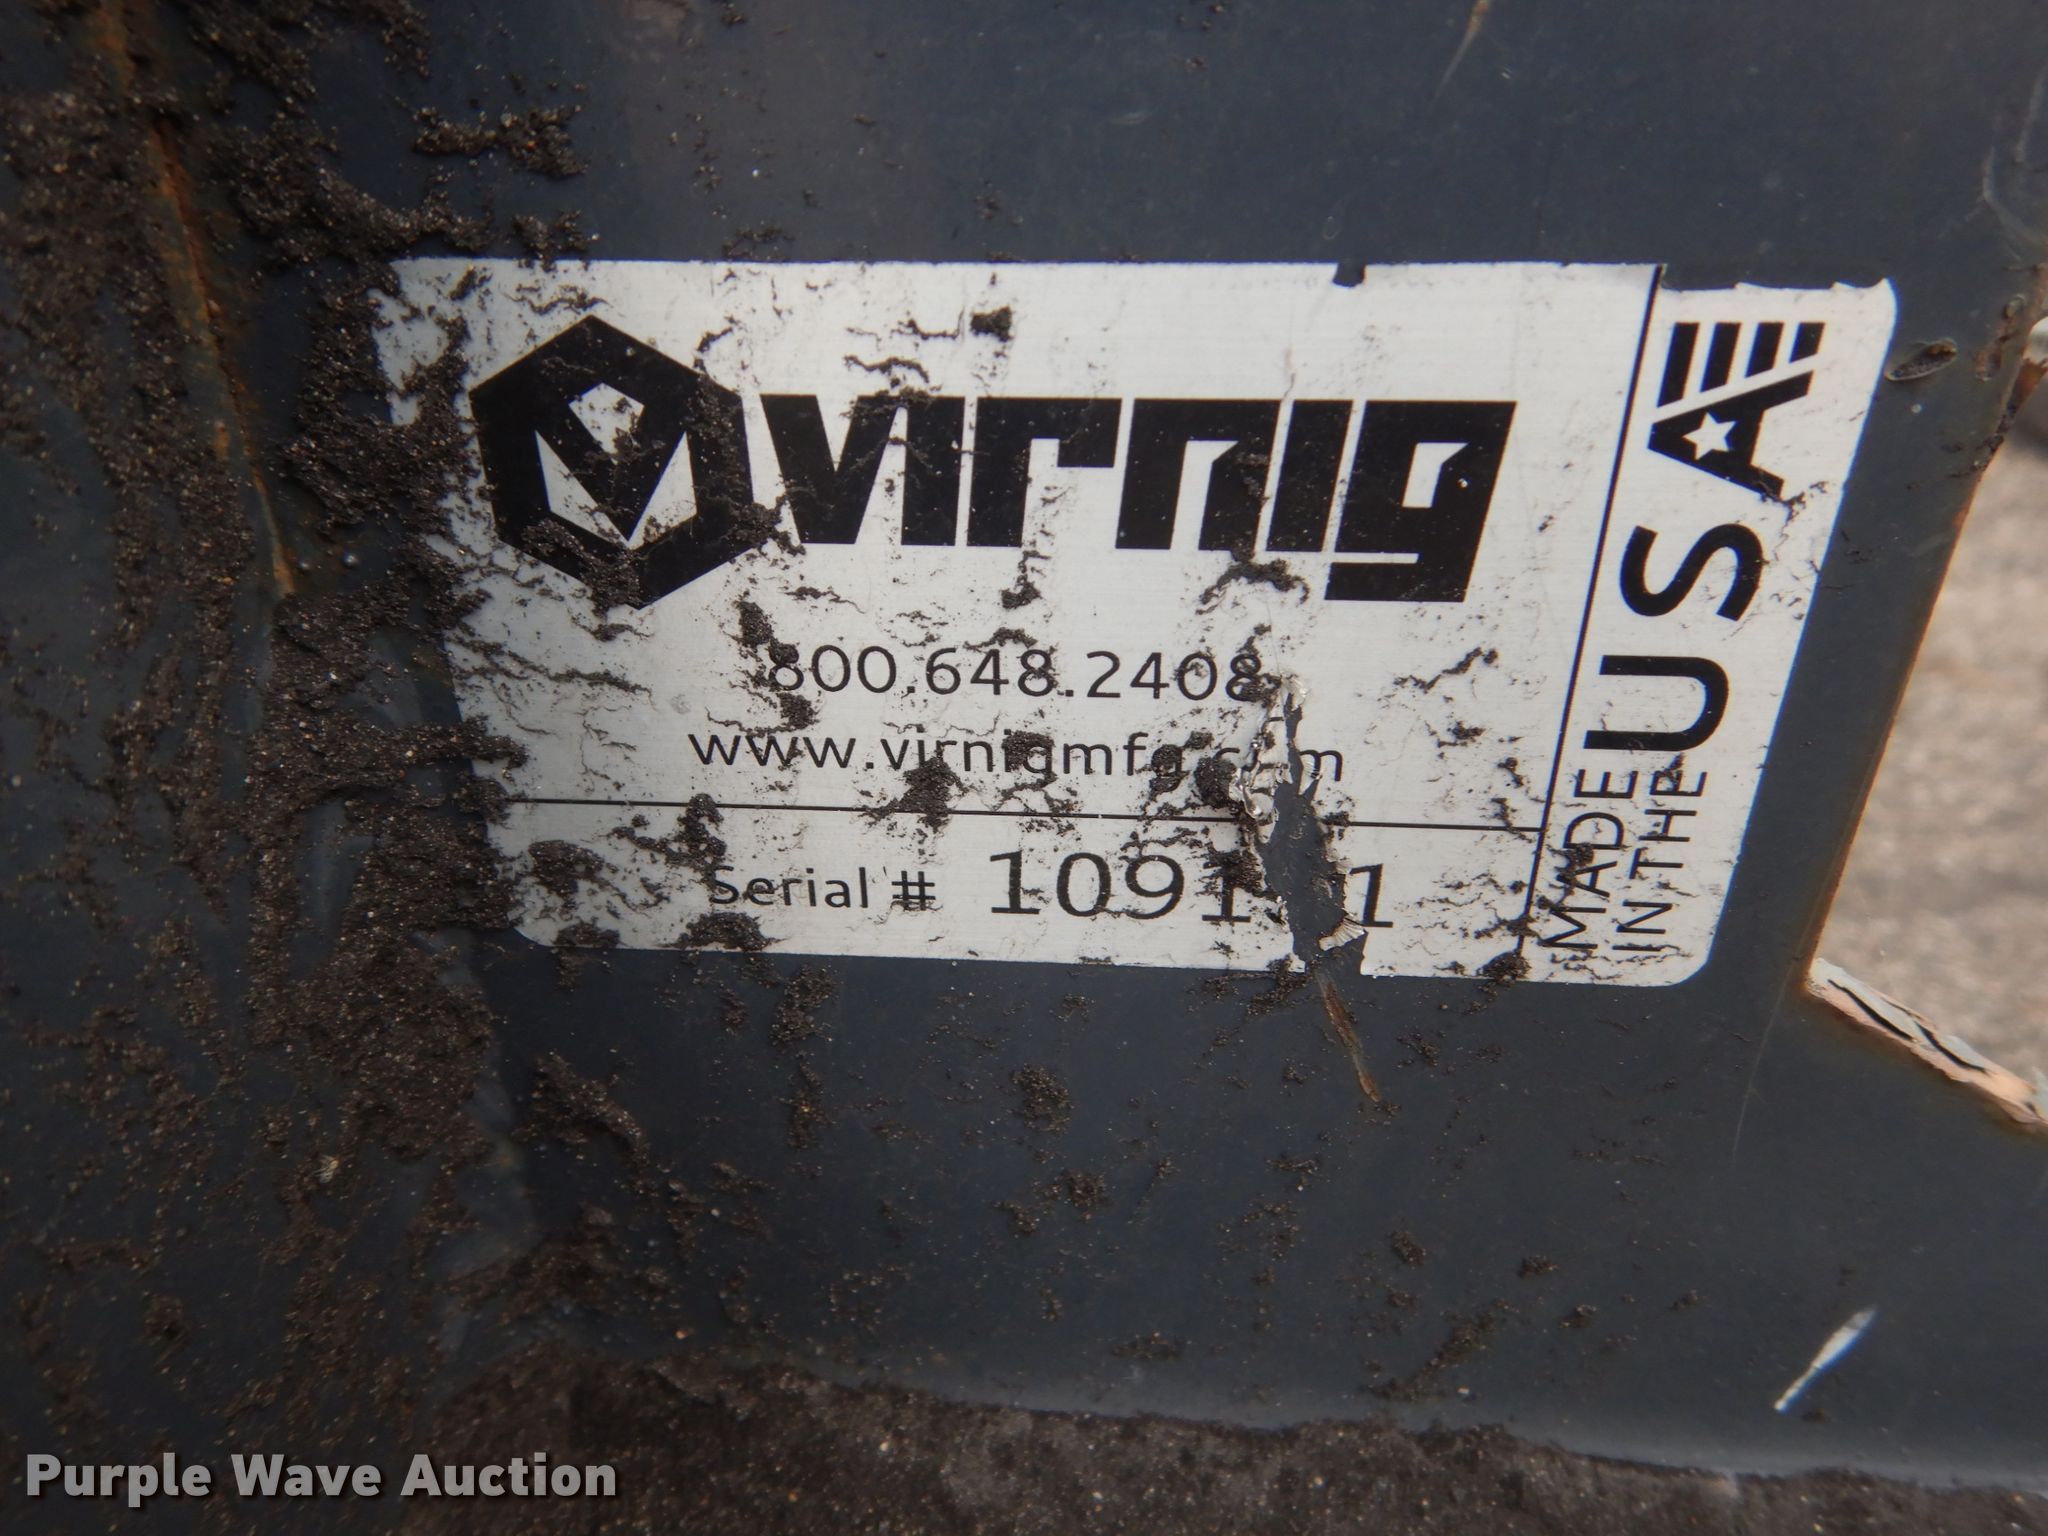 virnig
800.648.2408
www.virnigmfg.com
Serial #
MADE
IN THE
USA
Purple Wave Auction